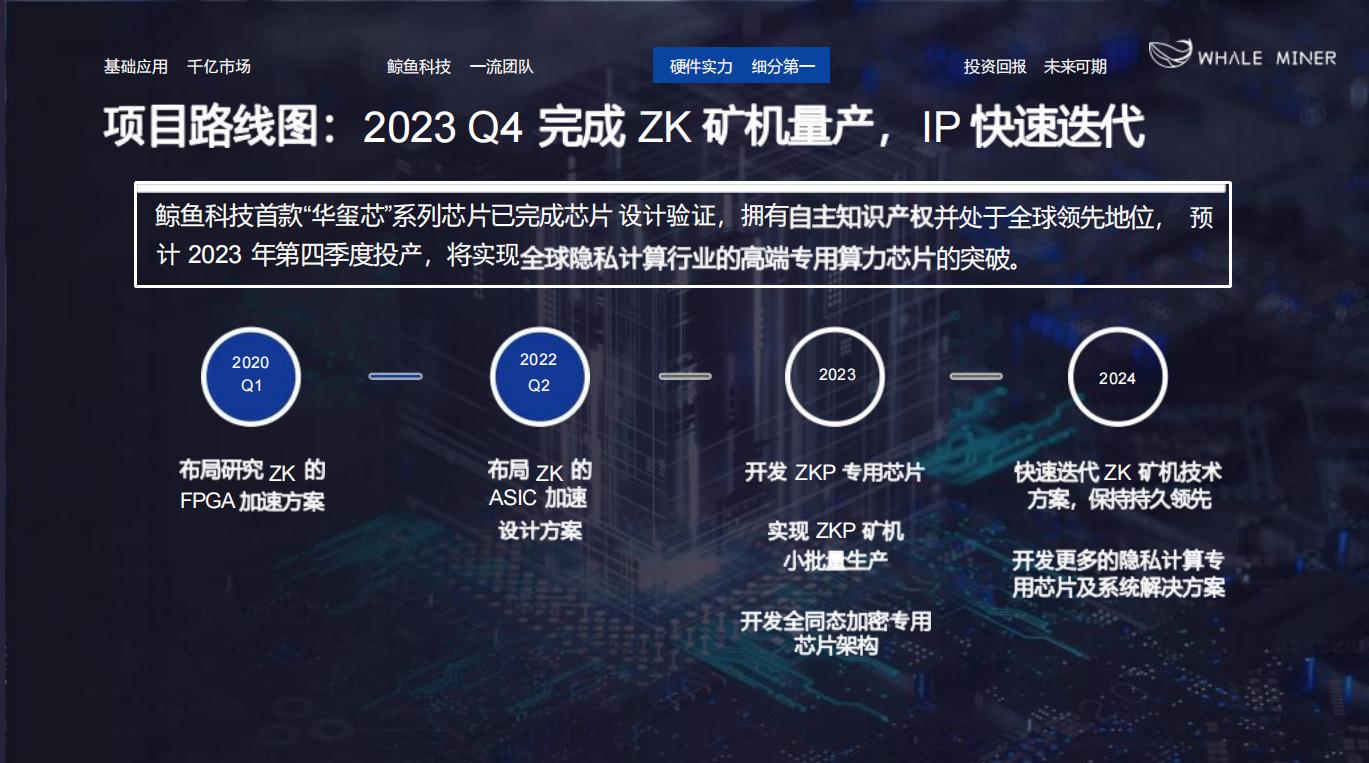 基础应用 千亿市场 鲸鱼科技 一流团队 硬件实力 细分第一 投资回报 未来可期 WHALE MINER
项目路线图：2023 Q4 完成 ZK 矿机量产，IP 快速迭代
鲸鱼科技首款“华玺芯”系列芯片已完成芯片 设计验证，拥有自主知识产权并处于全球领先地位， 预
计 2023 年第四季度投产，将实现全球隐私计算行业的高端专用算力芯片的突破。
2020
Q1
2022
Q2
2023
2024
布局研究 ZK 的
FPGA 加速方案
布局 ZK 的
ASIC 加速
设计方案
开发 ZKP 专用芯片
实现 ZKP 矿机
小批量生产
开发全同态加密专用
芯片架构
快速迭代 ZK 矿机技术
方案，保持持久领先
开发更多的隐私计算专
用芯片及系统解决方案